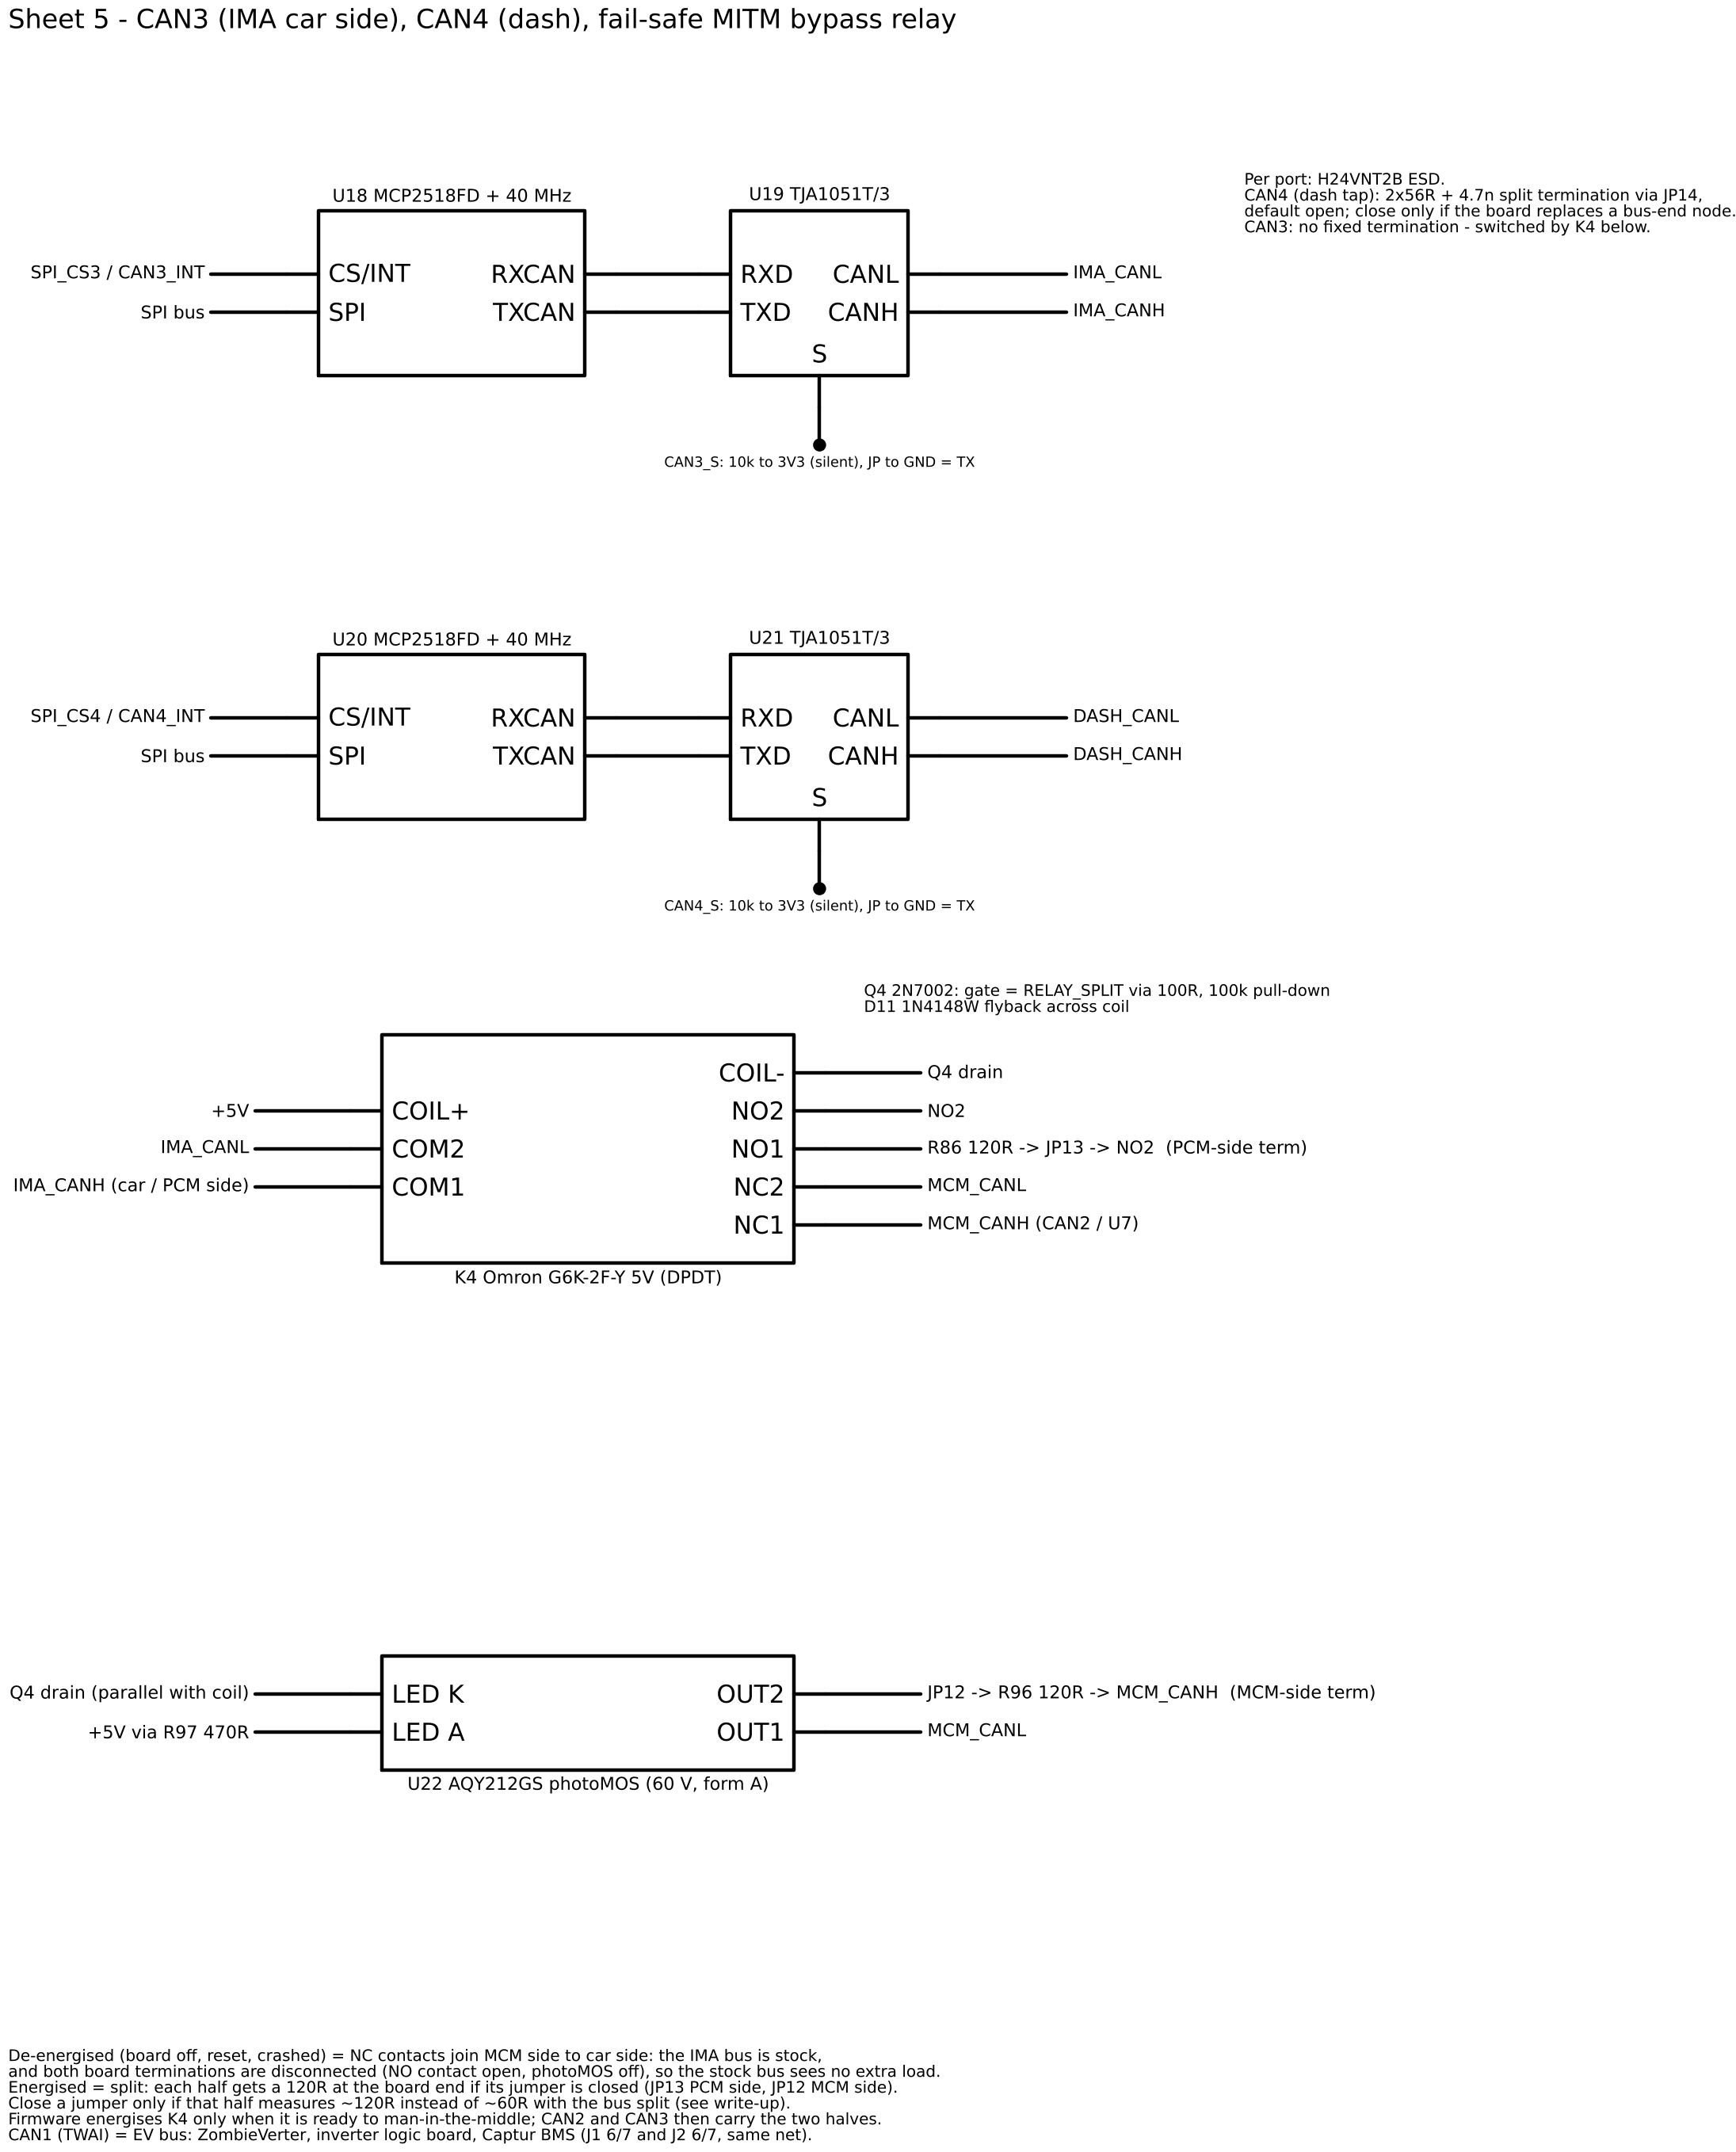 Sheet 5 - CAN3 (IMA car side), CAN4 (dash), fail-safe MITM bypass relay
Per port: H24VNT2B ESD.
CAN4 (dash tap): 2x56R + 4.7n split termination via JP14,
default open; close only if the board replaces a bus-end node.
CAN3: no fixed termination - switched by K4 below.
U18 MCP2518FD + 40 MHz
U19 TJA1051T/3
SPI_CS3 / CAN3_INT
CS/INT
RXCAN
RXD
CANL
IMA_CANL
SPI bus
SPI
TXCAN
TXD
CANH
IMA_CANH
S
CAN3_S: 10k to 3V3 (silent), JP to GND = TX
U20 MCP2518FD + 40 MHz
U21 TJA1051T/3
SPI_CS4 / CAN4_INT
CS/INT
RXCAN
RXD
CANL
DASH_CANL
SPI bus
SPI
TXCAN
TXD
CANH
DASH_CANH
S
CAN4_S: 10k to 3V3 (silent), JP to GND = TX
Q4 2N7002: gate = RELAY_SPLIT via 100R, 100k pull-down
D11 1N4148W flyback across coil
COIL-
Q4 drain
+5V
COIL+
NO2
NO2
IMA_CANL
COM2
NO1
R86 120R -> JP13 -> NO2 (PCM-side term)
IMA_CANH (car / PCM side)
COM1
NC2
MCM_CANL
NC1
MCM_CANH (CAN2 / U7)
K4 Omron G6K-2F-Y 5V (DPDT)
Q4 drain (parallel with coil)
LED K
OUT2
JP12 -> R96 120R -> MCM_CANH (MCM-side term)
+5V via R97 470R
LED A
OUT1
MCM_CANL
U22 AQY212GS photoMOS (60 V, form A)
De-energised (board off, reset, crashed) = NC contacts join MCM side to car side: the IMA bus is stock,
and both board terminations are disconnected (NO contact open, photoMOS off), so the stock bus sees no extra load.
Energised = split: each half gets a 120R at the board end if its jumper is closed (JP13 PCM side, JP12 MCM side).
Close a jumper only if that half measures ~120R instead of ~60R with the bus split (see write-up).
Firmware energises K4 only when it is ready to man-in-the-middle; CAN2 and CAN3 then carry the two halves.
CAN1 (TWAI) = EV bus: ZombieVerter, inverter logic board, Captur BMS (J1 6/7 and J2 6/7, same net).